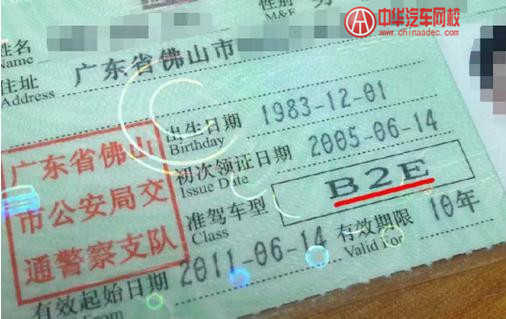 中华汽车网校
www.chinaadec.com
姓名
Name
性别
M&F
男
住址
Address
广东省佛山市
出生日期 1983-12-01
Birthday
初次领证日期 2005-06-14
Issue Date
广东省佛山
市公安局交
通警察支队
准驾车型 B2E
Class
有效起始日期 2011-06-14
有效期限 10年
Valid For